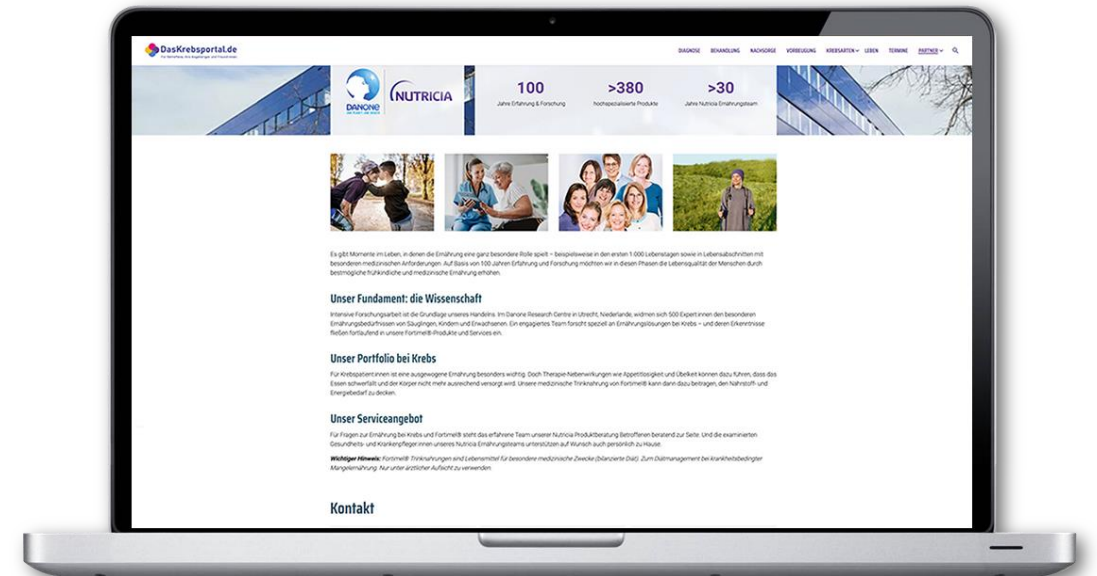 DasKrebsportal.de
Für Betroffene, ihre Angehörigen und Freund:innen
DIAGNOSE BEHANDLUNG NACHSORGE VORBEUGUNG KREBSARTEN LEBEN TERMINE PARTNER
DANONE
ONE PLANET. ONE HEALTH
NUTRICIA
100 >380 >30
Jahre Erfahrung & Forschung hochspezialisierte Produkte Jahre Nutricia Ernährungsteam
Es gibt Momente im Leben, in denen die Ernährung eine ganz besondere Rolle spielt – beispielsweise in den ersten 1.000 Lebenstagen sowie in Lebensabschnitten mit
besonderen medizinischen Anforderungen. Auf Basis von 100 Jahren Erfahrung und Forschung möchten wir in diesen Phasen die Lebensqualität der Menschen durch
bestmögliche frühkindliche und medizinische Ernährung erhöhen.
Unser Fundament: die Wissenschaft
Intensive Forschungsarbeit ist die Grundlage unseres Handelns. Im Danone Research Centre in Utrecht, Niederlande, widmen sich 500 Expert:innen den besonderen
Ernährungsbedürfnissen von Säuglingen, Kindern und Erwachsenen. Ein engagiertes Team forscht speziell an Ernährungslösungen bei Krebs – und deren Erkenntnisse
fließen fortlaufend in unsere Fortimel®-Produkte und Services ein.
Unser Portfolio bei Krebs
Für Krebspatient:innen ist eine ausgewogene Ernährung besonders wichtig. Doch Therapie-Nebenwirkungen wie Appetitlosigkeit und Übelkeit können dazu führen, dass das
Essen schwerfällt und der Körper nicht mehr ausreichend versorgt wird. Unsere medizinische Trinknahrung von Fortimel® kann dann dazu beitragen, den Nährstoff- und
Energiebedarf zu decken.
Unser Serviceangebot
Für Fragen zur Ernährung bei Krebs und Fortimel® steht das erfahrene Team unserer Nutricia Produktberatung Betroffenen beratend zur Seite. Und die examinierten
Gesundheits- und Krankenpfleger:innen unseres Nutricia Ernährungsteams unterstützen auf Wunsch auch persönlich zu Hause.
Wichtiger Hinweis: Fortimel® Trinknahrungen sind Lebensmittel für besondere medizinische Zwecke (bilanzierte Diät). Zum Diätmanagement bei krankheitsbedingter
Mangelernährung. Nur unter ärztlicher Aufsicht zu verwenden.
Kontakt